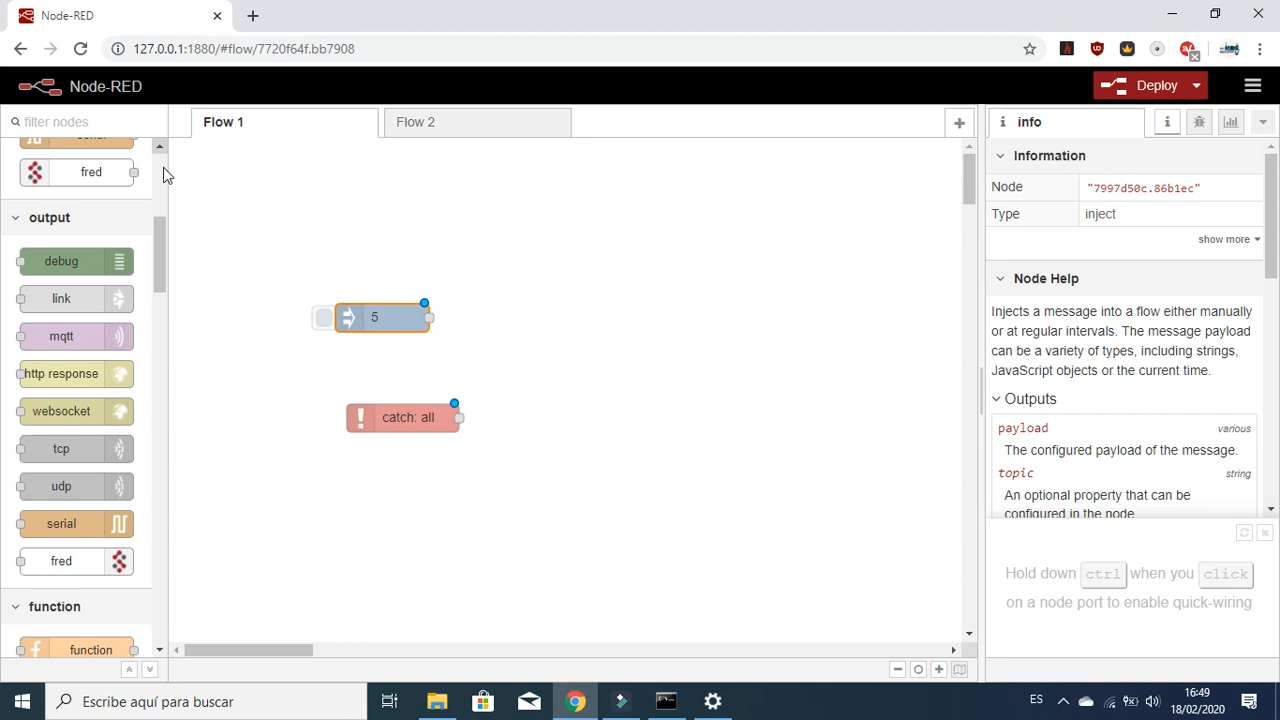 Node-RED
127.0.0.1:1880/#flow/7720f64f.bb7908
Node-RED
Deploy
filter nodes
Flow 1
Flow 2
i info
fred
output
debug
link
mqtt
http response
websocket
tcp
udp
serial
fred
function
function
5
catch: all
Information
Node
"7997d50c.86b1ec"
Type
inject
show more
Node Help
Injects a message into a flow either manually
or at regular intervals. The message payload
can be a variety of types, including strings,
JavaScript objects or the current time.
Outputs
payload
various
The configured payload of the message.
topic
string
An optional property that can be
configured in the node
Hold down ctrl when you click
on a node port to enable quick-wiring
Escribe aquí para buscar
ES
16:49
18/02/2020